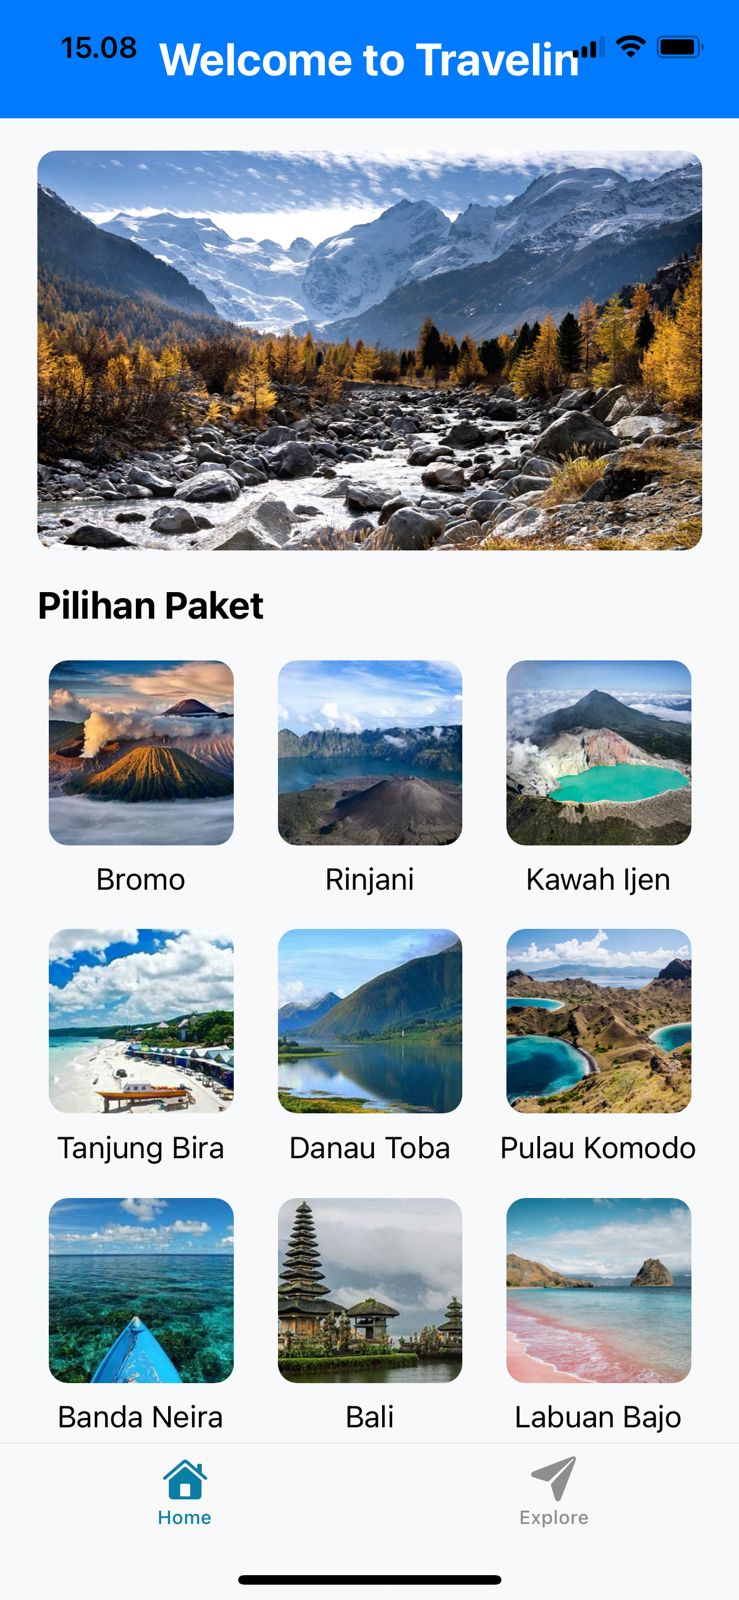 15.08
Welcome to Travelin
Pilihan Paket
Bromo
Rinjani
Kawah Ijen
Tanjung Bira
Danau Toba
Pulau Komodo
Banda Neira
Bali
Labuan Bajo
Home
Explore